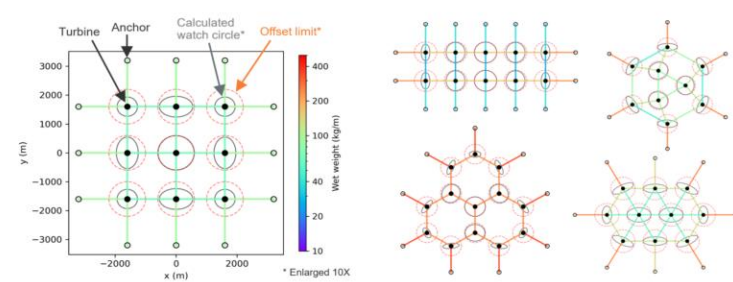 Turbine
Anchor
Calculated
watch circle*
Offset limit*
3000
2000
1000
0
−1000
−2000
−3000
y (m)
−2000
0
2000
x (m)
400
200
100
40
20
10
Wet weight (kg/m)
* Enlarged 10X